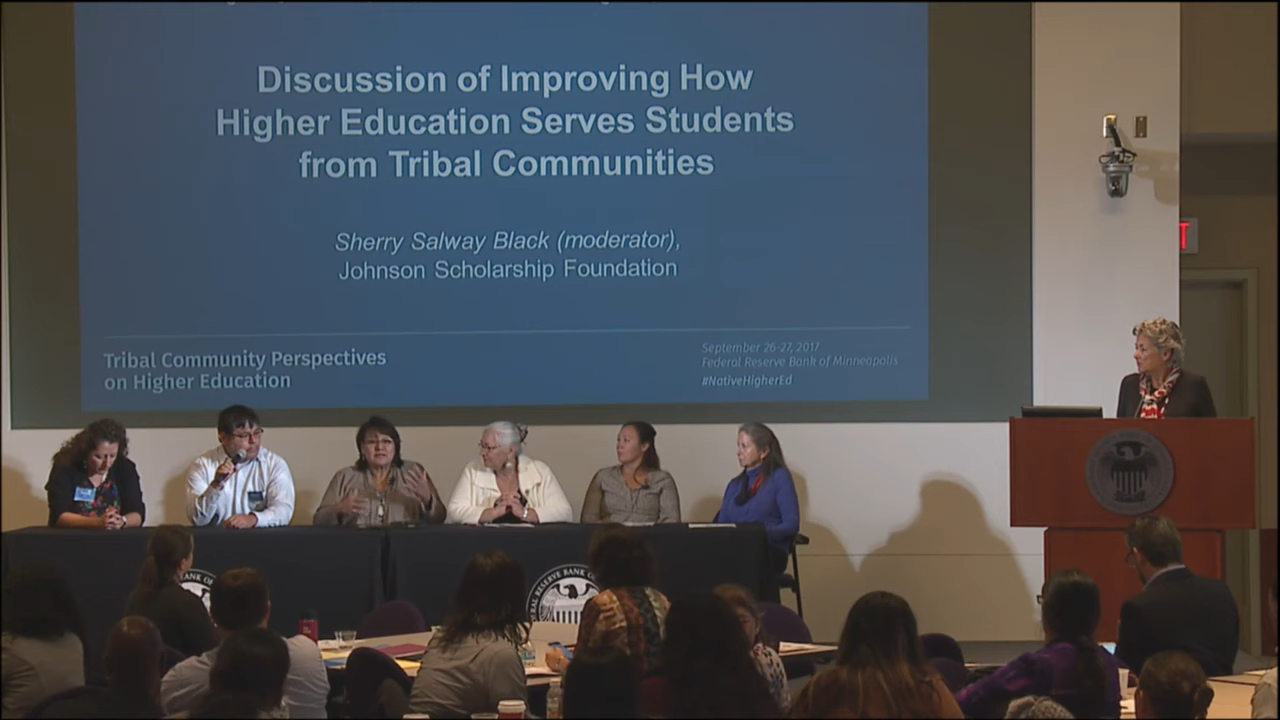 Discussion of Improving How
Higher Education Serves Students
from Tribal Communities
Sherry Salway Black (moderator),
Johnson Scholarship Foundation
Tribal Community Perspectives
on Higher Education
September 26-27, 2017
Federal Reserve Bank of Minneapolis
#NativeHigherEd